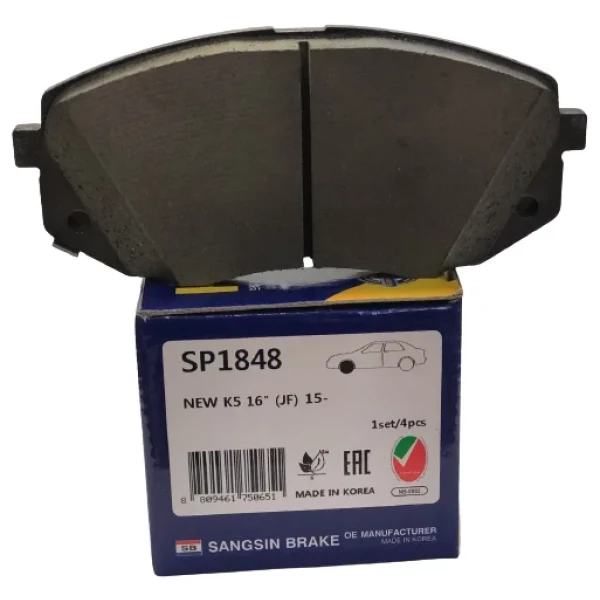 SP1848
NEW K5 16" (JF) 15-
1set/4pcs
8 809461 750651
MADE IN KOREA
EAC
SB
SANGSIN BRAKE
OE MANUFACTURER
MADE IN KOREA